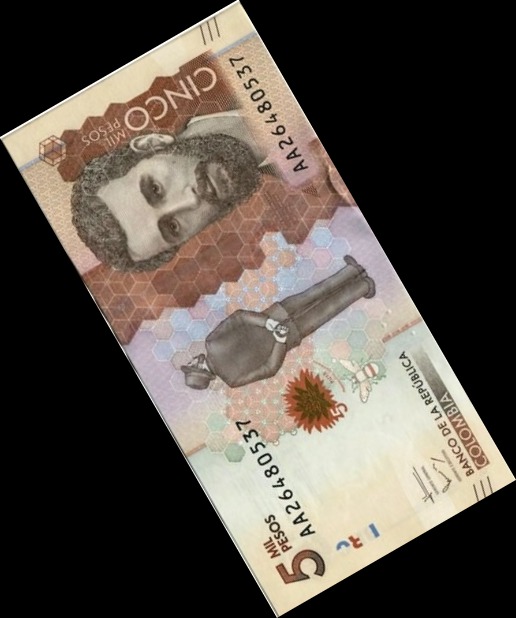 CINCO
MIL
PESOS
AA26480537
AA26480537
5 MIL
PESOS
BANCO DE LA REPÚBLICA
COLOMBIA